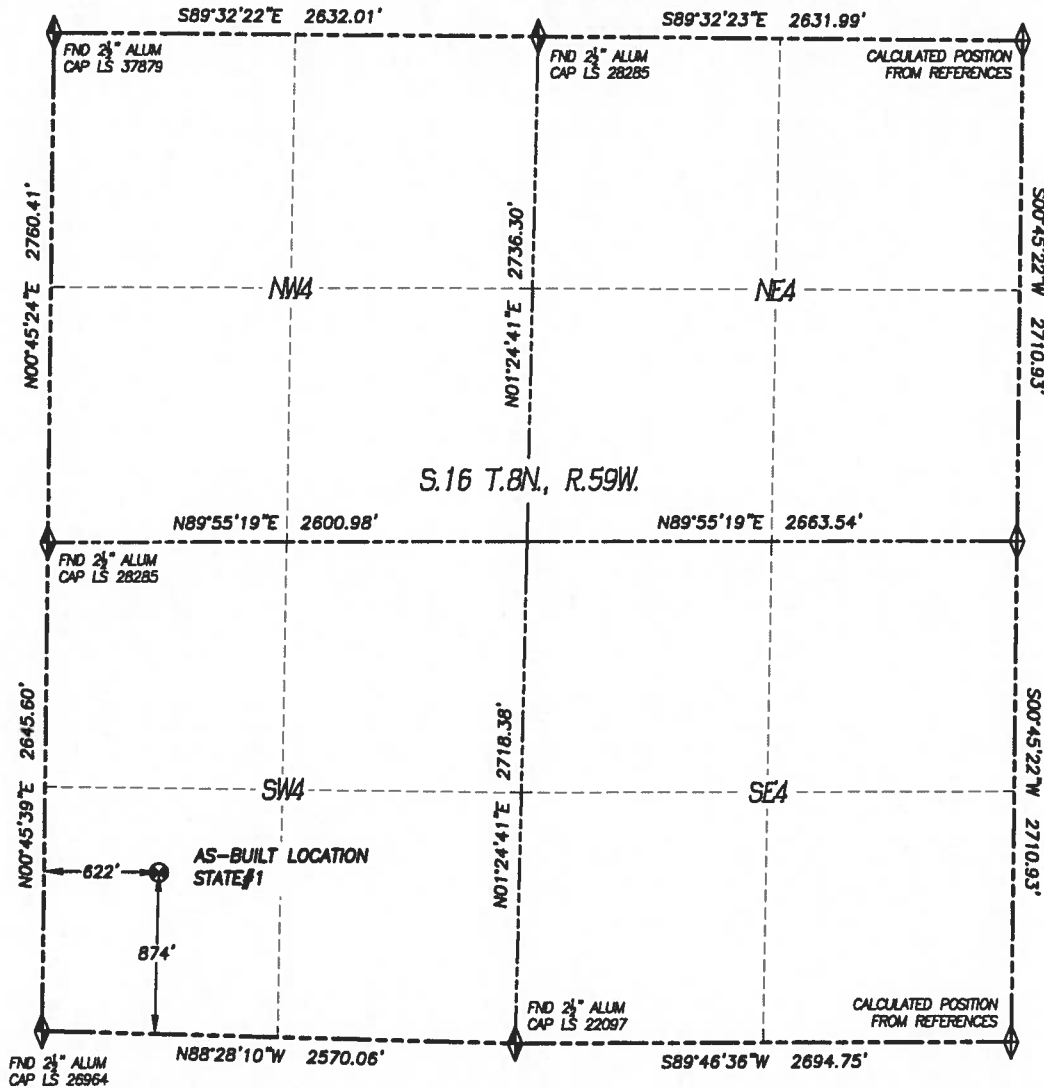 S89°32'22"E 2632.01'
S89°32'23"E 2631.99'
FND 2½" ALUM
CAP LS 37879
FND 2½" ALUM
CAP LS 28285
CALCULATED POSITION
FROM REFERENCES
N00°45'24"E 2760.41'
N01°24'41"E 2736.30'
S00°45'22"W 2710.93'
NW4
NE4
S.16 T.8N., R.59W.
N89°55'19"E 2600.98'
N89°55'19"E 2663.54'
FND 2½" ALUM
CAP LS 28285
N00°45'39"E 2645.60'
N01°24'41"E 2718.38'
S00°45'22"W 2710.93'
SW4
SE4
AS-BUILT LOCATION
STATE#1
622'
874'
FND 2½" ALUM
CAP LS 22097
CALCULATED POSITION
FROM REFERENCES
N88°28'10"W 2570.06'
S89°46'36"W 2694.75'
FND 2½" ALUM
CAP LS 26964